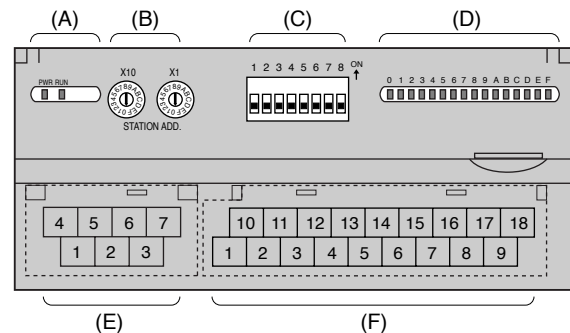 (A) (B) (C) (D)
X10 X1 1 2 3 4 5 6 7 8 ON
PWR RUN 0 1 2 3 4 5 6 7 8 9 A B C D E F
STATION ADD.
4 5 6 7 10 11 12 13 14 15 16 17 18
1 2 3 1 2 3 4 5 6 7 8 9
(E) (F)